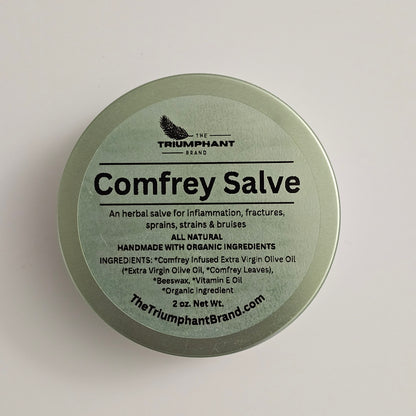 THE
TRIUMPHANT
BRAND
Comfrey Salve
An herbal salve for inflammation, fractures,
sprains, strains & bruises
ALL NATURAL
HANDMADE WITH ORGANIC INGREDIENTS
INGREDIENTS: *Comfrey Infused Extra Virgin Olive Oil
(*Extra Virgin Olive Oil, *Comfrey Leaves),
*Beeswax, *Vitamin E Oil
*Organic Ingredient
2 oz. Net Wt.
TheTriumphantBrand.com